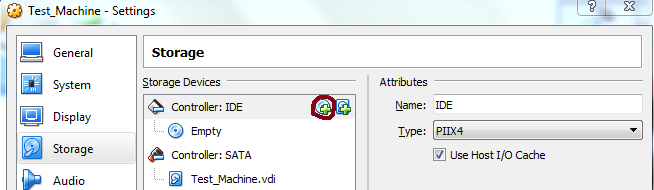 Test_Machine - Settings
General
System
Display
Storage
Audio
Storage
Storage Devices
Controller: IDE
Empty
Controller: SATA
Test_Machine.vdi
Attributes
Name: IDE
Type: PIIX4
Use Host I/O Cache